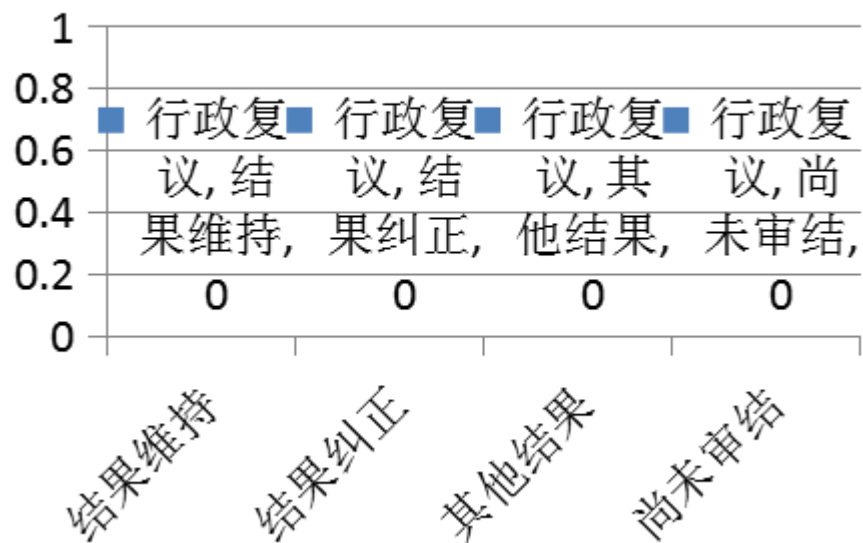 1
0.8
0.6
0.4
0.2
0
行政复
议, 结
果维持,
0
行政复
议, 结
果纠正,
0
行政复
议, 其
他结果,
0
行政复
议, 尚
未审结,
0
结果维持
结果纠正
其他结果
尚未审结